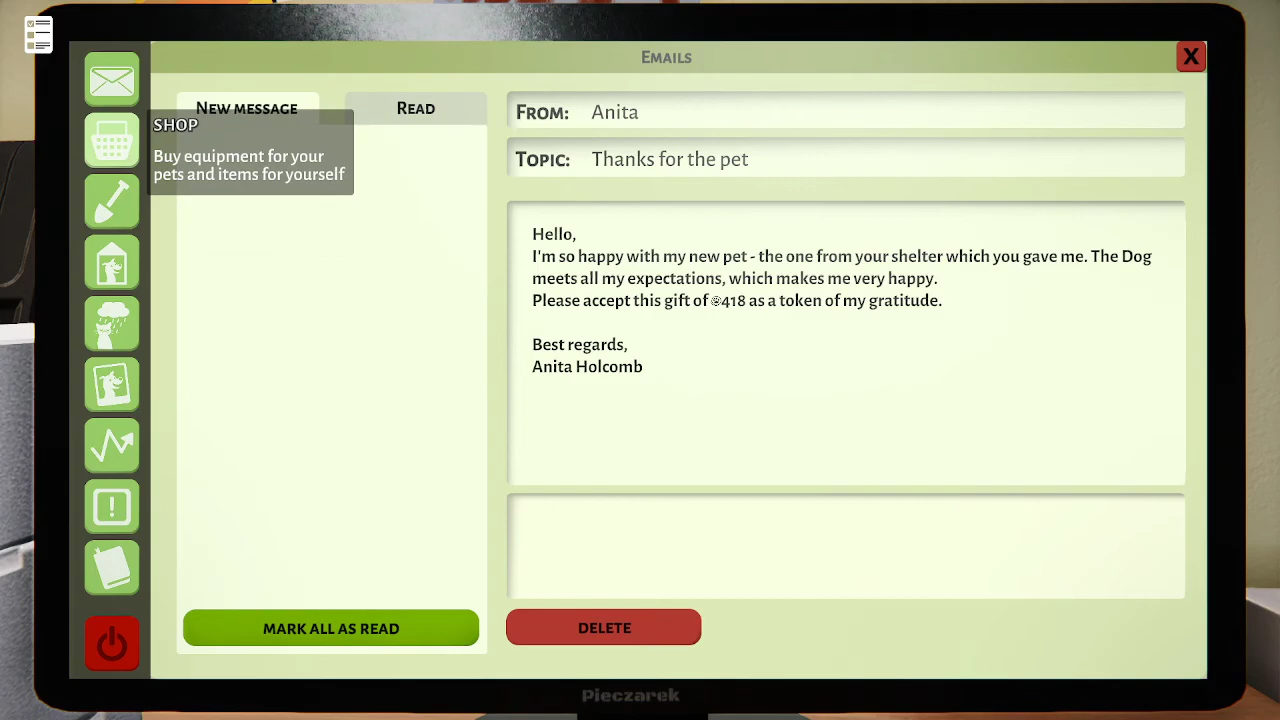 EMAILS
NEW MESSAGE
READ
SHOP
Buy equipment for your
pets and items for yourself
FROM: Anita
TOPIC: Thanks for the pet
Hello,
I'm so happy with my new pet - the one from your shelter which you gave me. The Dog
meets all my expectations, which makes me very happy.
Please accept this gift of 418 as a token of my gratitude.
Best regards,
Anita Holcomb
MARK ALL AS READ
DELETE
X
Pieczarek